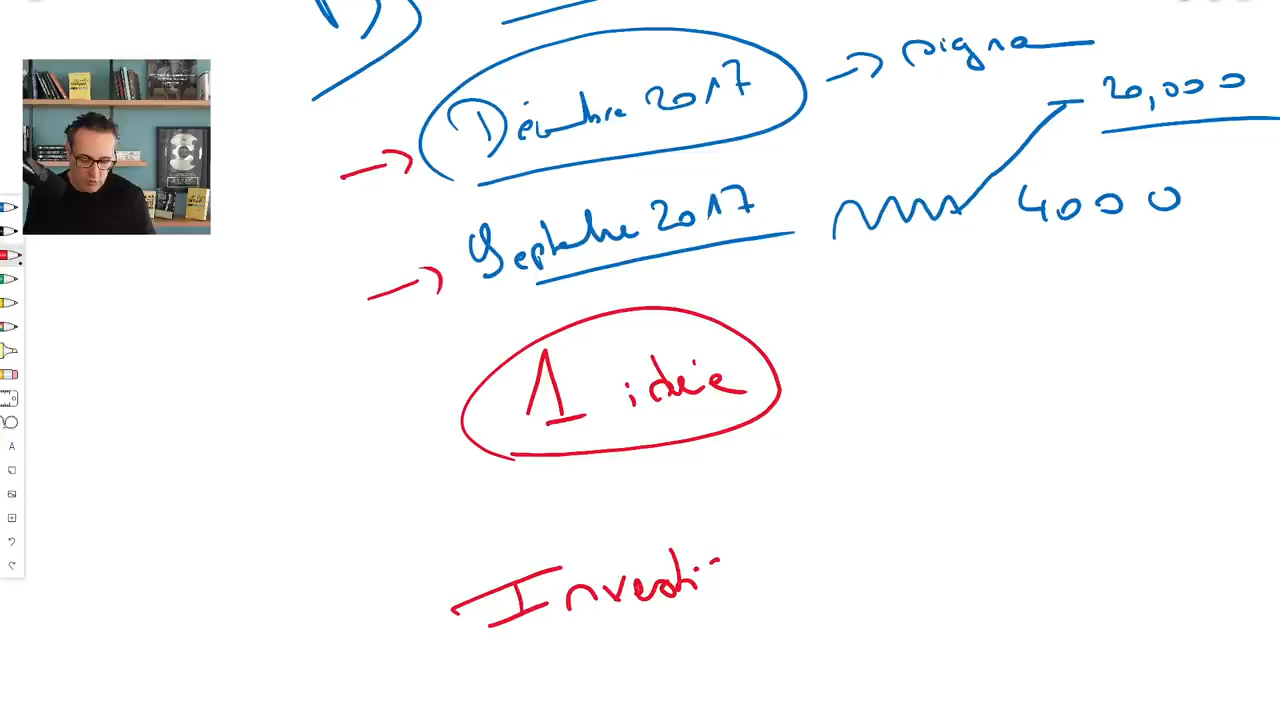 Décembre 2017 → signa
20,000
Septembre 2017 4000
1 idée
Investi
A